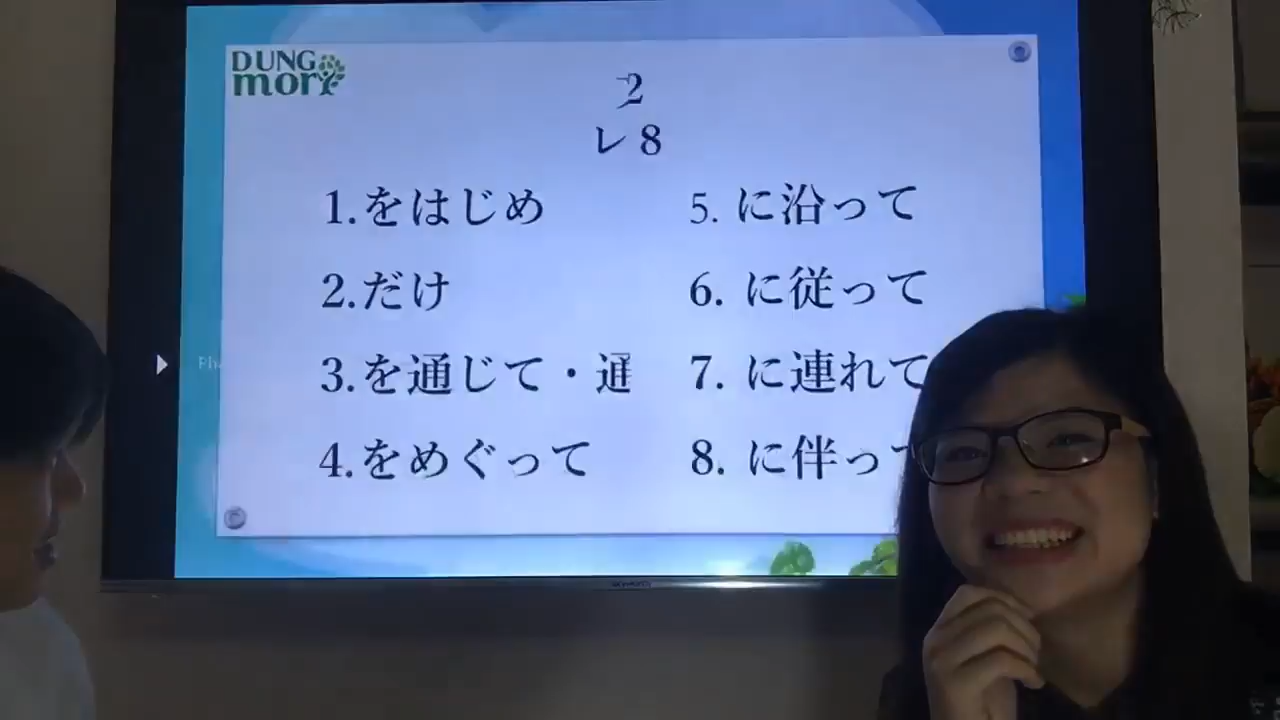 DUNG
mori
2
レ 8
1.をはじめ
2.だけ
3.を通じて・通
4.をめぐって
5. に沿って
6. に従って
7. に連れて
8. に伴っ